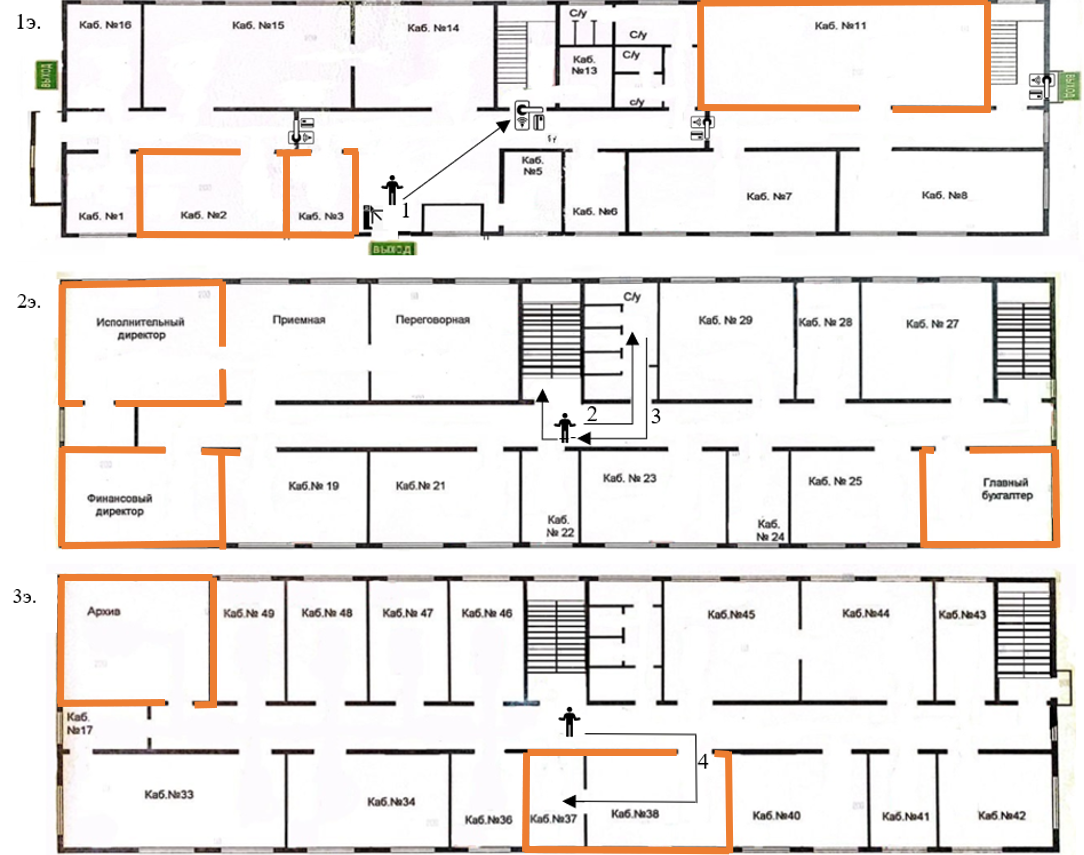 1э.
Каб. №16
Каб. №15
Каб. №14
С/у
С/у
С/у
с/у
Каб.
№13
Каб. №11
ВЫХОД
Каб. №1
Каб. №2
Каб. №3
1
ВЫХОД
Каб.
№5
Каб. №6
Каб. №7
Каб. №8
2э.
Исполнительный
директор
Приемная
Переговорная
С/у
Каб. № 29
Каб. № 28
Каб. № 27
2
3
Финансовый
директор
Каб.№ 19
Каб.№ 21
Каб.
№ 22
Каб. № 23
Каб.
№ 24
Каб. № 25
Главный
бухгалтер
3э.
Архив
Каб.№ 49
Каб.№ 48
Каб.№ 47
Каб.№ 46
Каб.№45
Каб.№44
Каб.№43
Каб.
№17
4
Каб.№33
Каб.№34
Каб.№36
Каб.№37
Каб.№38
Каб.№40
Каб.№41
Каб.№42